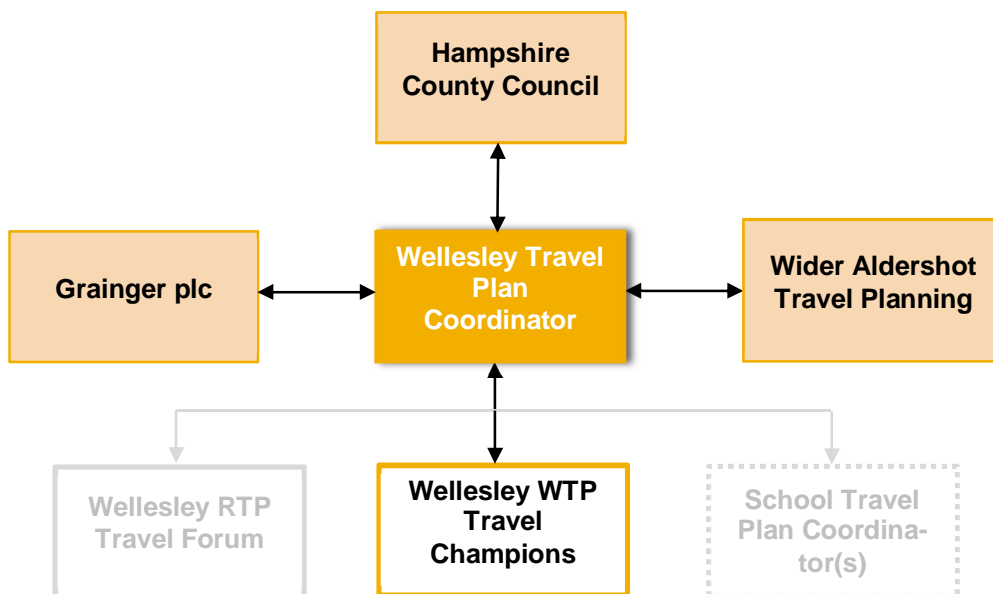 Hampshire
County Council
Grainger plc
Wellesley Travel
Plan
Coordinator
Wider Aldershot
Travel Planning
Wellesley RTP
Travel Forum
Wellesley WTP
Travel
Champions
School Travel
Plan Coordina-
tor(s)